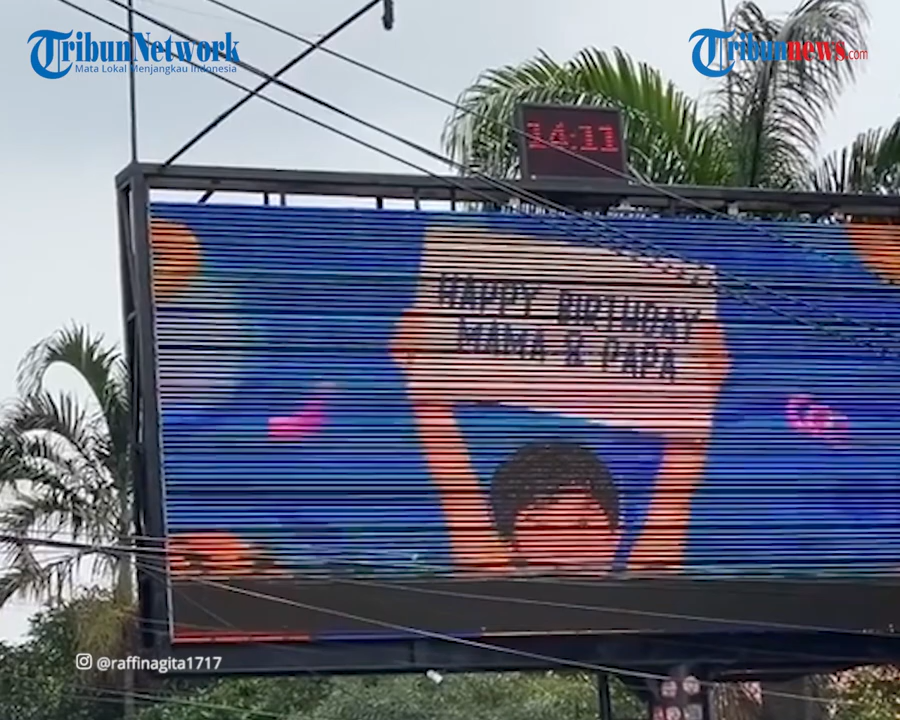 TribunNetwork
Mata Lokal Menjangkau Indonesia
Tribunnews.com
14:11
HAPPY BIRTHDAY
MAMA & PAPA
@raffinagita1717